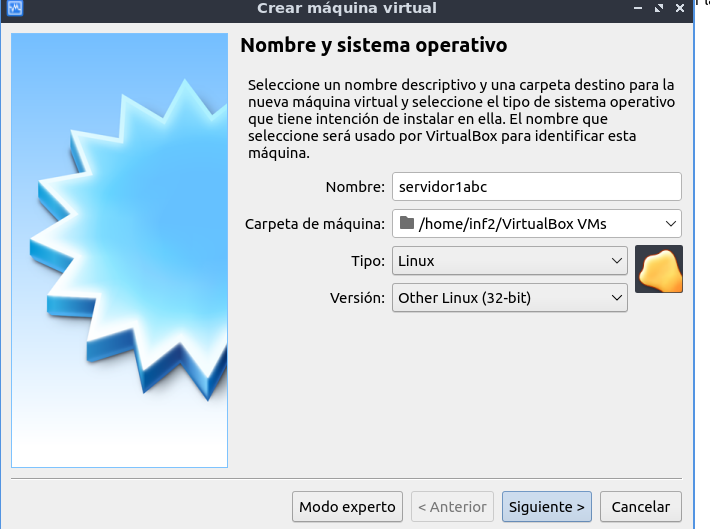 Crear máquina virtual
Nombre y sistema operativo
Seleccione un nombre descriptivo y una carpeta destino para la
nueva máquina virtual y seleccione el tipo de sistema operativo
que tiene intención de instalar en ella. El nombre que
seleccione será usado por VirtualBox para identificar esta
máquina.
Nombre: servidor1abc
Carpeta de máquina: /home/inf2/VirtualBox VMs
Tipo: Linux
Versión: Other Linux (32-bit)
Modo experto < Anterior Siguiente > Cancelar